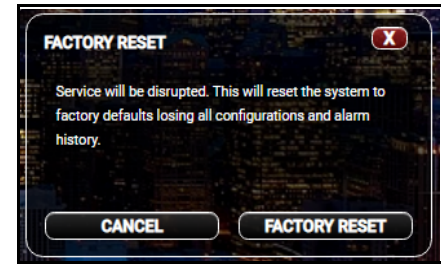 FACTORY RESET
X
Service will be disrupted. This will reset the system to
factory defaults losing all configurations and alarm
history.
CANCEL
FACTORY RESET